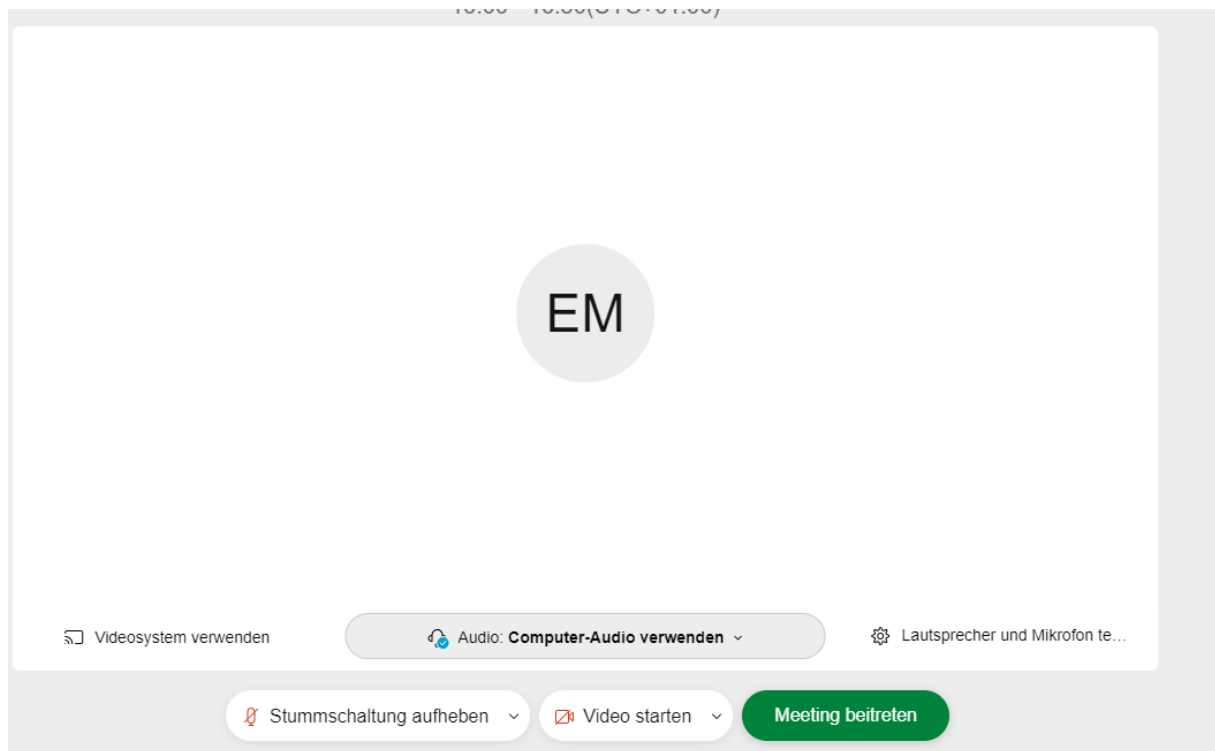 EM
Videosystem verwenden
Audio: Computer-Audio verwenden
Lautsprecher und Mikrofon te…
Stummschaltung aufheben
Video starten
Meeting beitreten